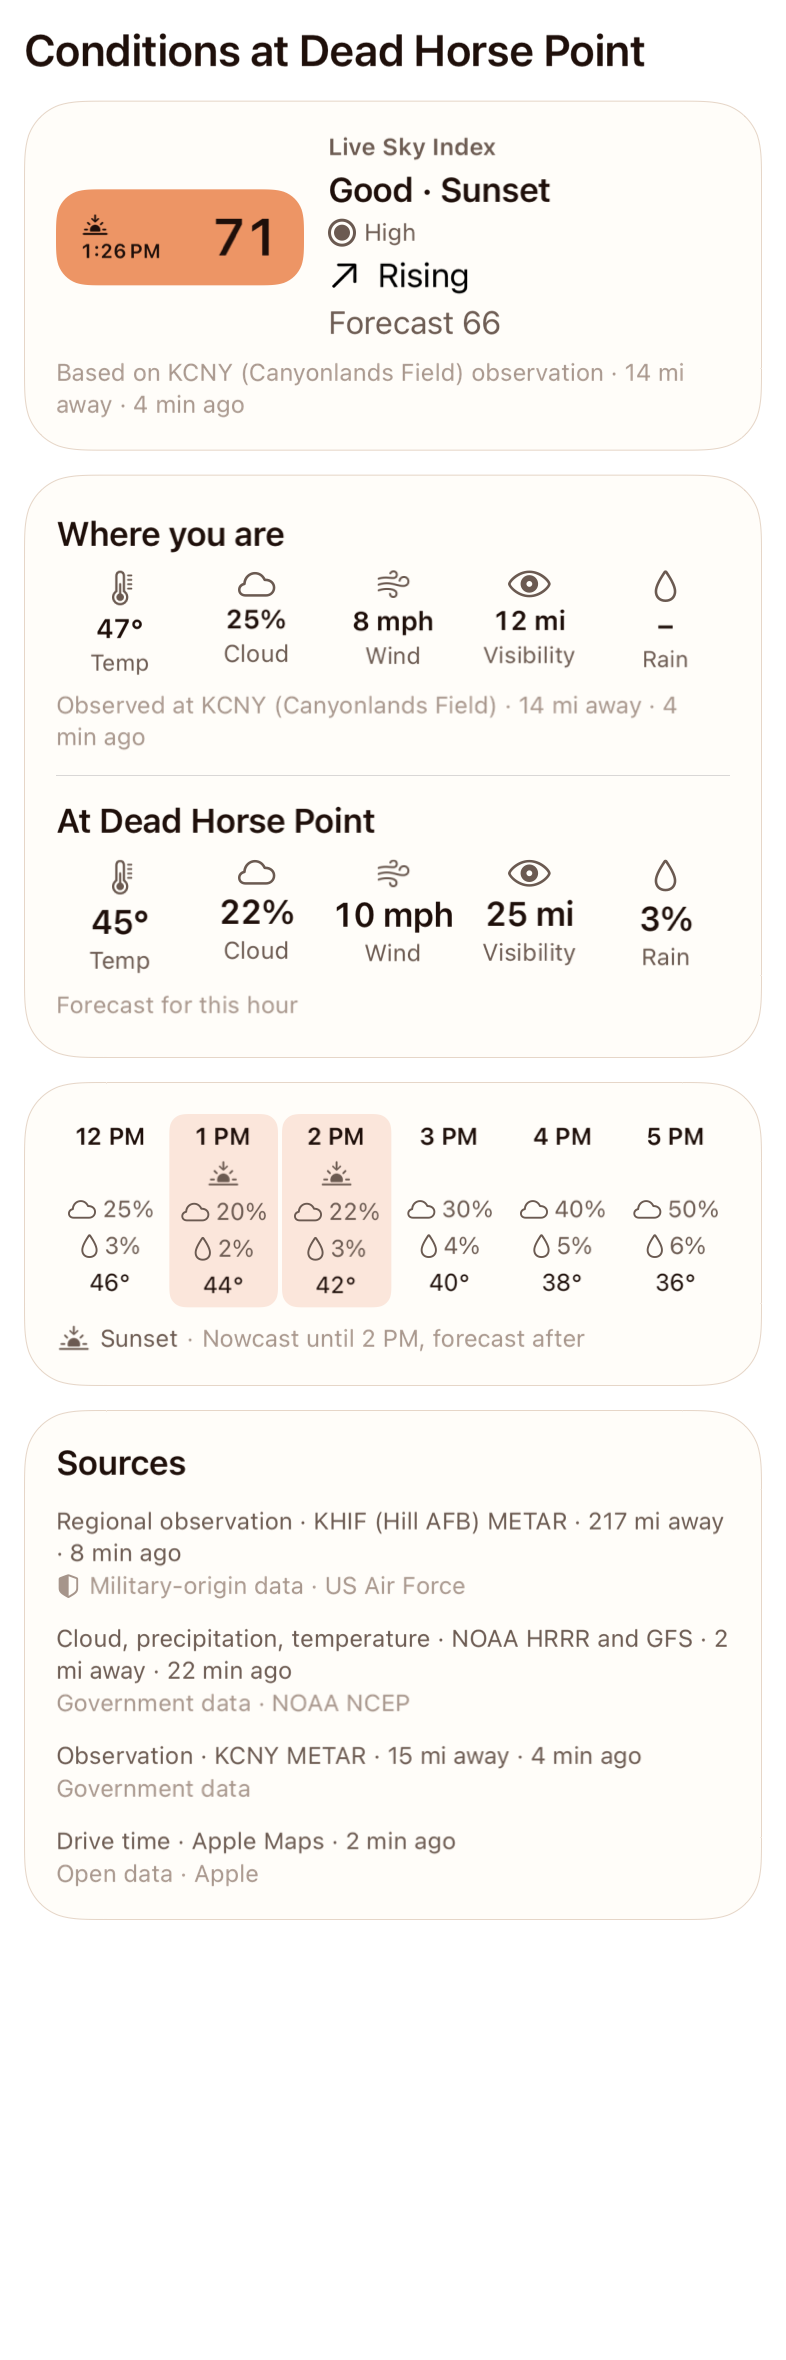 Conditions at Dead Horse Point
Live Sky Index
Good · Sunset
High
Rising
Forecast 66
1:26 PM
71
Based on KCNY (Canyonlands Field) observation · 14 mi
away · 4 min ago
Where you are
47° 25% 8 mph 12 mi –
Temp Cloud Wind Visibility Rain
Observed at KCNY (Canyonlands Field) · 14 mi away · 4
min ago
At Dead Horse Point
45° 22% 10 mph 25 mi 3%
Temp Cloud Wind Visibility Rain
Forecast for this hour
12 PM 1 PM 2 PM 3 PM 4 PM 5 PM
25% 20% 22% 30% 40% 50%
3% 2% 3% 4% 5% 6%
46° 44° 42° 40° 38° 36°
Sunset · Nowcast until 2 PM, forecast after
Sources
Regional observation · KHIF (Hill AFB) METAR · 217 mi away
· 8 min ago
Military-origin data · US Air Force
Cloud, precipitation, temperature · NOAA HRRR and GFS · 2
mi away · 22 min ago
Government data · NOAA NCEP
Observation · KCNY METAR · 15 mi away · 4 min ago
Government data
Drive time · Apple Maps · 2 min ago
Open data · Apple